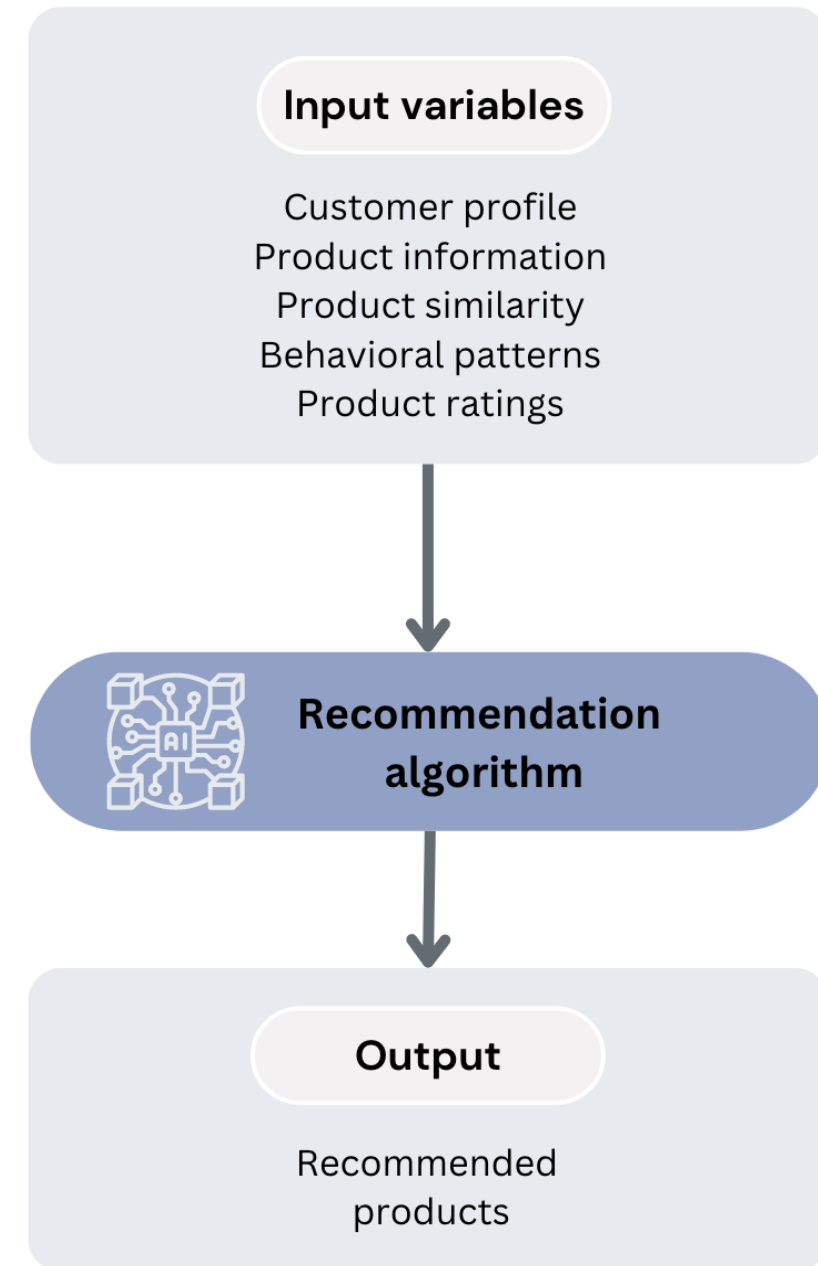 Input variables
Customer profile
Product information
Product similarity
Behavioral patterns
Product ratings
AI
Recommendation
algorithm
Output
Recommended
products